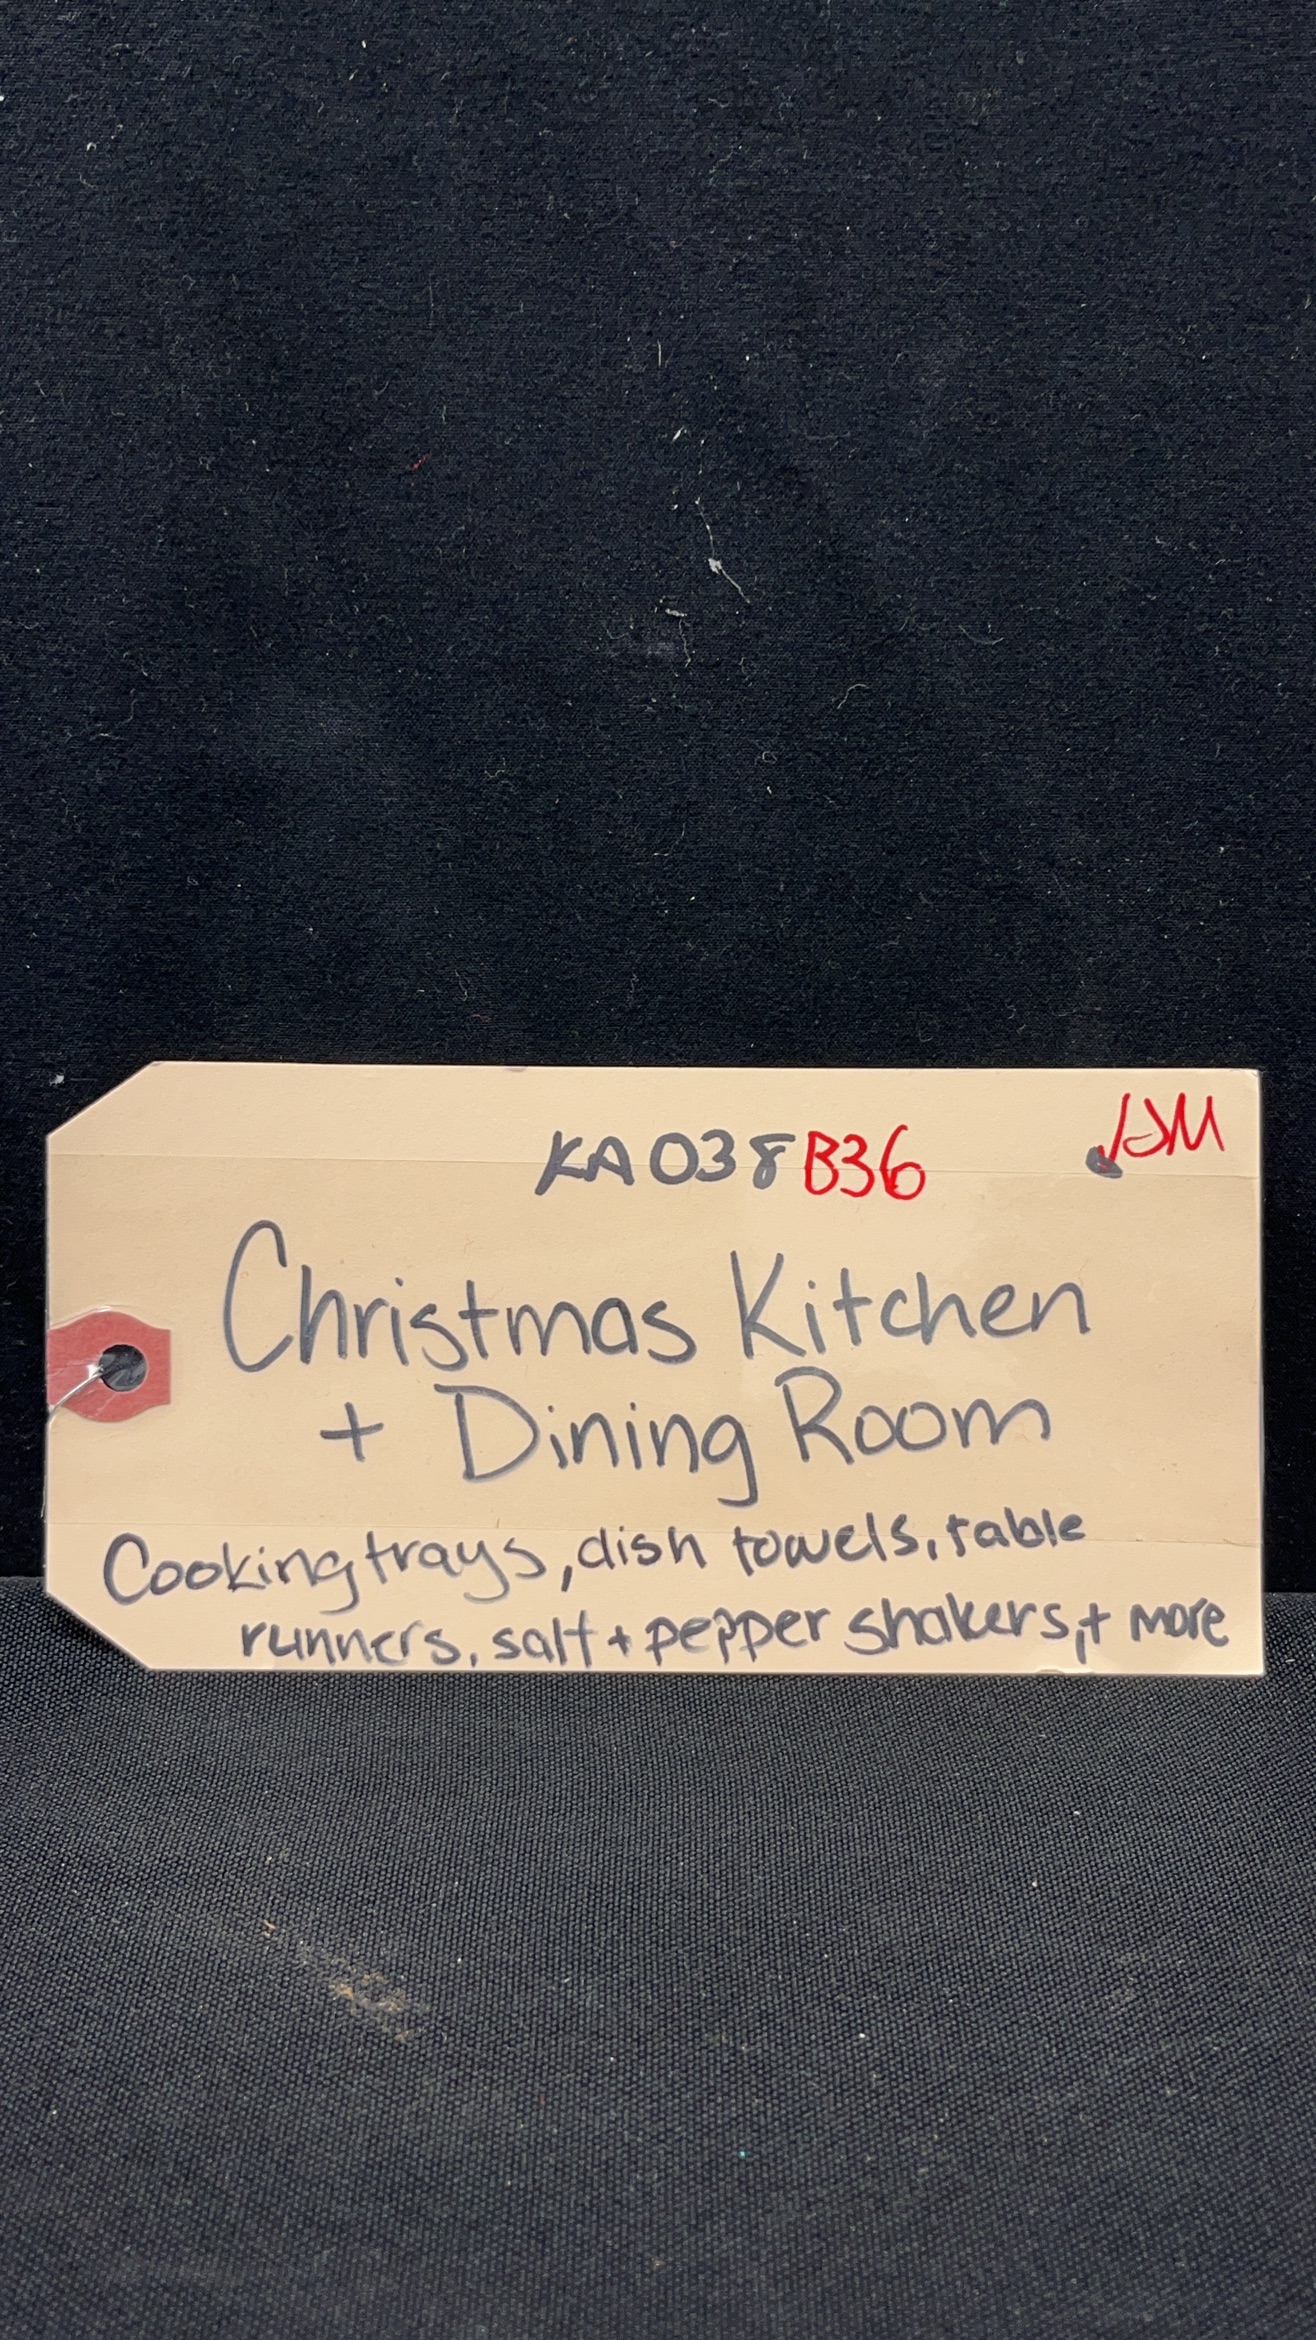 KA038B36 ✓JM
Christmas Kitchen
+ Dining Room
Cooking trays, dish towels, table
runners, salt + pepper shakers, + more